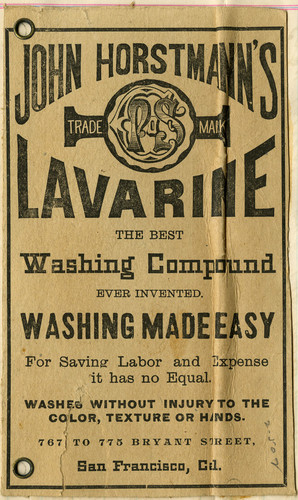 JOHN HORSTMANN'S
TRADE MARK
LAVARINE
THE BEST
Washing Compound
EVER INVENTED.
WASHING MADE EASY
For Saving Labor and Expense
it has no Equal.
WASHES WITHOUT INJURY TO THE
COLOR, TEXTURE OR HANDS.
767 TO 775 BRYANT STREET,
San Francisco, Cal.